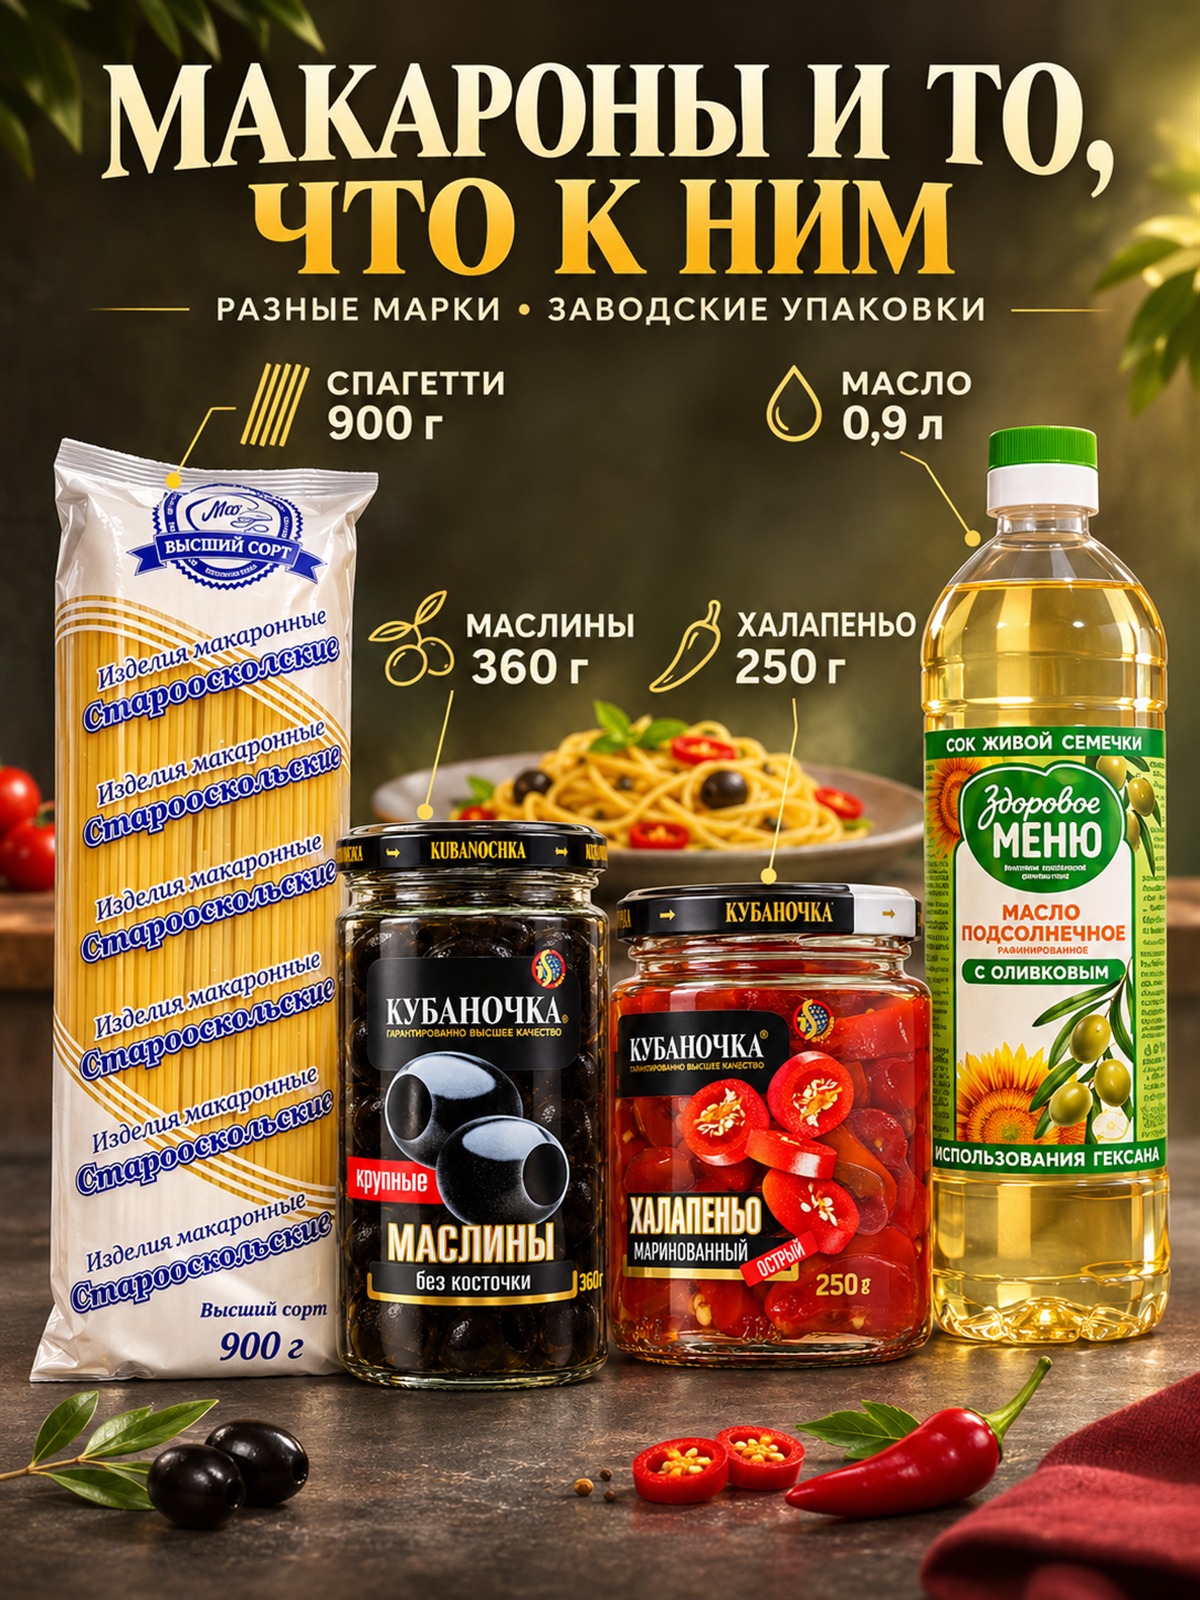 МАКАРОНЫ И ТО,
ЧТО К НИМ
РАЗНЫЕ МАРКИ • ЗАВОДСКИЕ УПАКОВКИ
СПАГЕТТИ
900 г
МАСЛО
0,9 л
МАСЛИНЫ
360 г
ХАЛАПЕНЬО
250 г
ВЫСШИЙ СОРТ
Изделия макаронные
Староосколские
Изделия макаронные
Старооскольские
Изделия макаронные
Старооскольские
Изделия макаронные
Старооскольские
Изделия макаронные
Старооскольские
Изделия макаронные
Старооскольские
Высший сорт
900 г
KUBANOCHKA
КУБАНОЧКА®
ГАРАНТИРОВАННО ВЫСШЕЕ КАЧЕСТВО
крупные
МАСЛИНЫ
без косточки
360г
КУБАНОЧКА
КУБАНОЧКА®
ГАРАНТИРОВАННО ВЫСШЕЕ КАЧЕСТВО
ХАЛАПЕНЬО
МАРИНОВАННЫЙ
ОСТРЫЙ
250 г
СОК ЖИВОЙ СЕМЕЧКИ
Здоровое
МЕНЮ
МАСЛО
ПОДСОЛНЕЧНОЕ
РАФИНИРОВАННОЕ
С ОЛИВКОВЫМ
ИСПОЛЬЗОВАНИЯ ГЕКСАНА